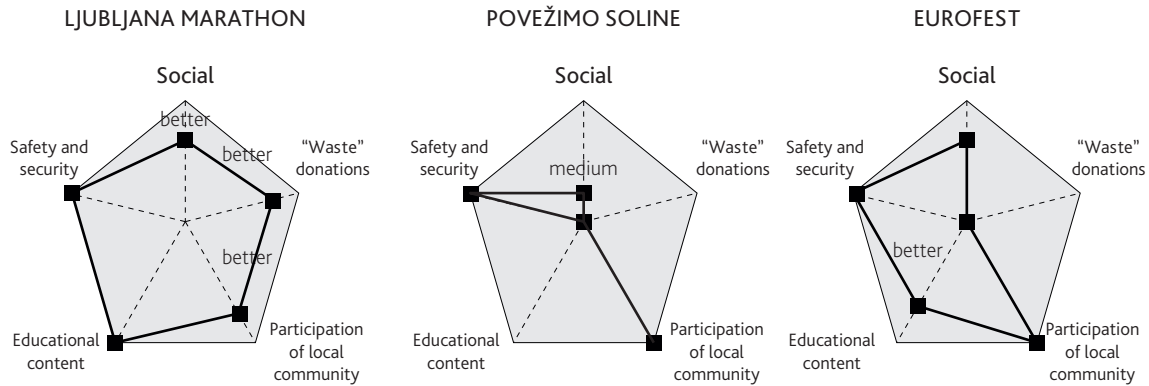 LJUBLJANA MARATHON
Social
better
better
Safety and
security
"Waste"
donations
better
Educational
content
Participation
of local
community
POVEŽIMO SOLINE
Social
Safety and
security
medium
"Waste"
donations
Educational
content
Participation
of local
community
EUROFEST
Social
Safety and
security
"Waste"
donations
better
Educational
content
Participation
of local
community